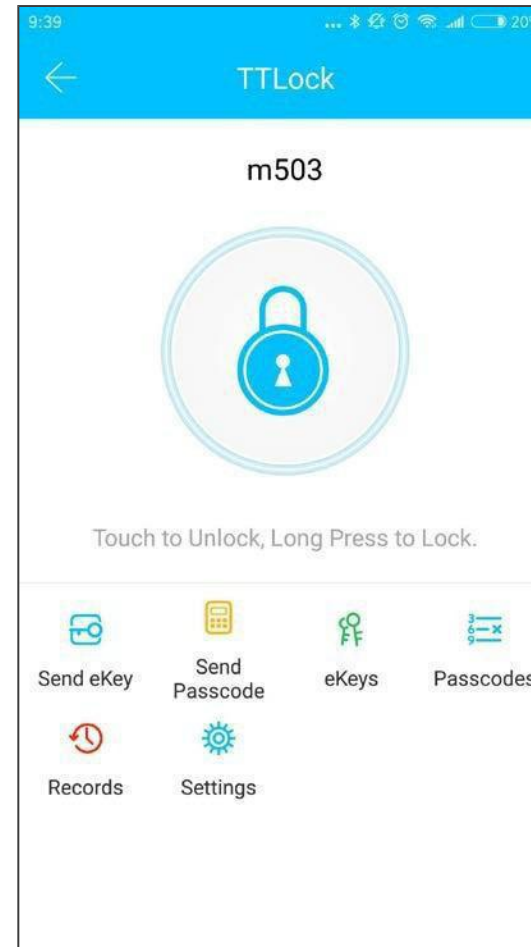 9:39 ... 20
TTLock
m503
Touch to Unlock, Long Press to Lock.
Send eKey
Send
Passcode
eKeys
Passcodes
Records
Settings